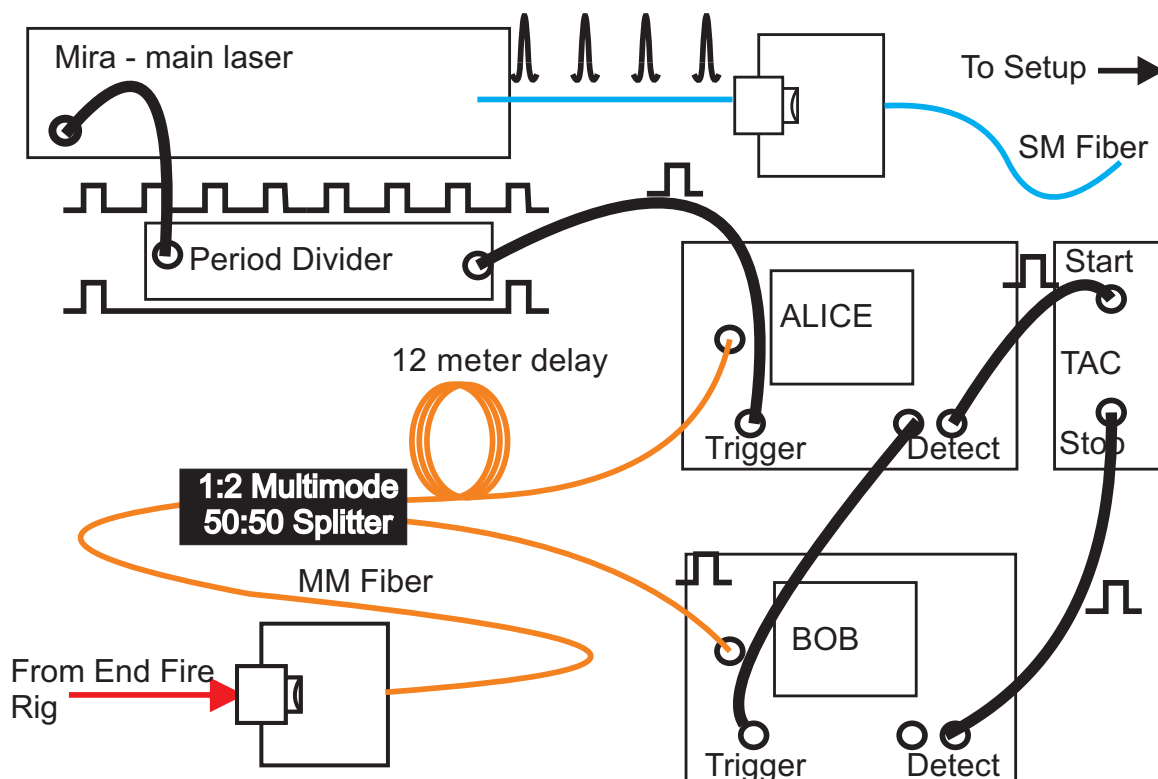 Mira - main laser
To Setup
SM Fiber
Period Divider
ALICE
Start
TAC
Stop
Trigger
Detect
12 meter delay
1:2 Multimode
50:50 Splitter
MM Fiber
BOB
From End Fire
Rig
Trigger
Detect